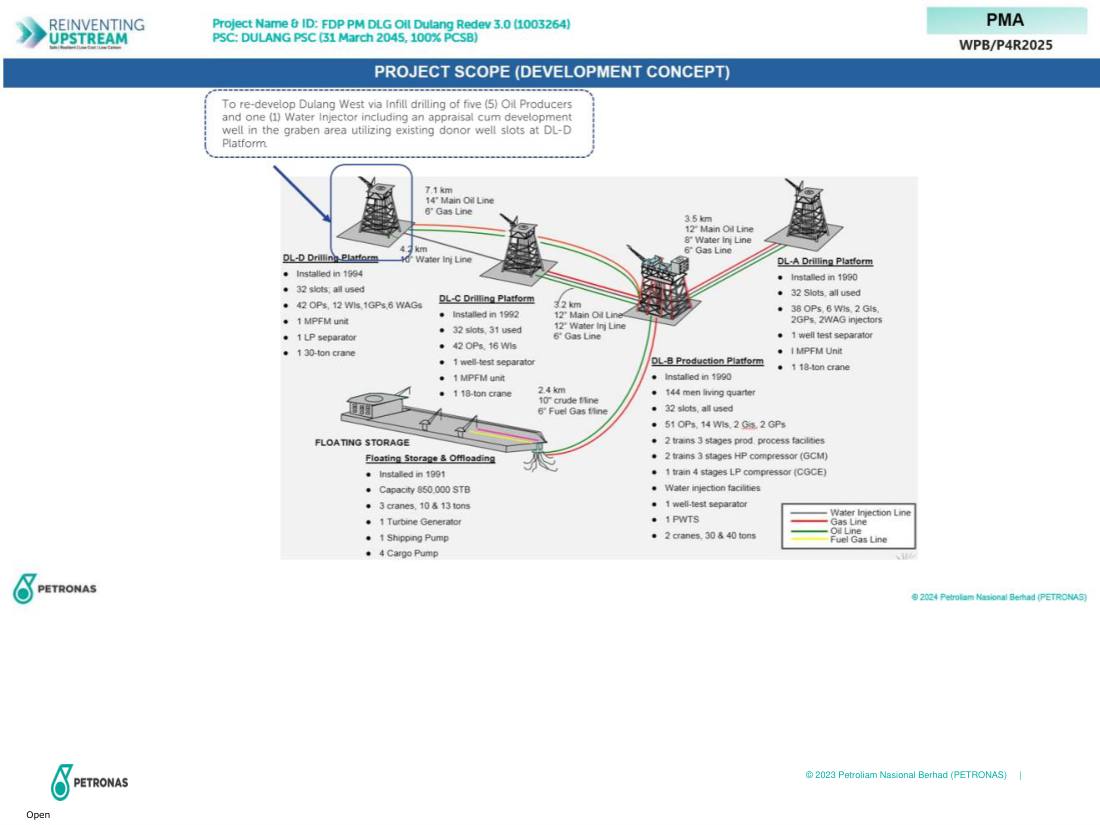 REINVENTING
UPSTREAM
Safe | Resilient | Low Cost | Low Carbon
Project Name & ID: FDP PM DLG Oil Dulang Redev 3.0 (1003264)
PSC: DULANG PSC (31 March 2045, 100% PCSB)
PMA
WPB/P4R2025
PROJECT SCOPE (DEVELOPMENT CONCEPT)
To re-develop Dulang West via Infill drilling of five (5) Oil Producers
and one (1) Water Injector including an appraisal cum development
well in the graben area utilizing existing donor well slots at DL-D
Platform.
7.1 km
14" Main Oil Line
6" Gas Line
4.2 km
10" Water Inj Line
3.5 km
12" Main Oil Line
8" Water Inj Line
6" Gas Line
DL-D Drilling Platform
● Installed in 1994
● 32 slots; all used
● 42 OPs, 12 WIs,1GPs,6 WAGs
● 1 MPFM unit
● 1 LP separator
● 1 30-ton crane
DL-C Drilling Platform
● Installed in 1992
● 32 slots, 31 used
● 42 OPs, 16 WIs
● 1 well-test separator
● 1 MPFM unit
● 1 18-ton crane
3.2 km
12" Main Oil Line
12" Water Inj Line
6" Gas Line
DL-A Drilling Platform
● Installed in 1990
● 32 Slots, all used
● 38 OPs, 6 WIs, 2 GIs,
2GPs, 2WAG injectors
● 1 well test separator
● I MPFM Unit
● 1 18-ton crane
DL-B Production Platform
● Installed in 1990
● 144 men living quarter
● 32 slots, all used
● 51 OPs, 14 WIs, 2 Gis, 2 GPs
● 2 trains 3 stages prod. process facilities
● 2 trains 3 stages HP compressor (GCM)
● 1 train 4 stages LP compressor (CGCE)
● Water injection facilities
● 1 well-test separator
● 1 PWTS
● 2 cranes, 30 & 40 tons
2.4 km
10" crude f/line
6" Fuel Gas f/line
FLOATING STORAGE
Floating Storage & Offloading
● Installed in 1991
● Capacity 850,000 STB
● 3 cranes, 10 & 13 tons
● 1 Turbine Generator
● 1 Shipping Pump
● 4 Cargo Pump
Water Injection Line
Gas Line
Oil Line
Fuel Gas Line
PETRONAS
© 2024 Petroliam Nasional Berhad (PETRONAS)
PETRONAS
© 2023 Petroliam Nasional Berhad (PETRONAS) |
Open